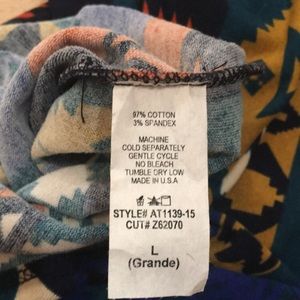 97% COTTON
3% SPANDEX
MACHINE
COLD SEPARATELY
GENTLE CYCLE
NO BLEACH
TUMBLE DRY LOW
MADE IN U.S.A
STYLE# AT1139-15
CUT# Z62070
L
(Grande)